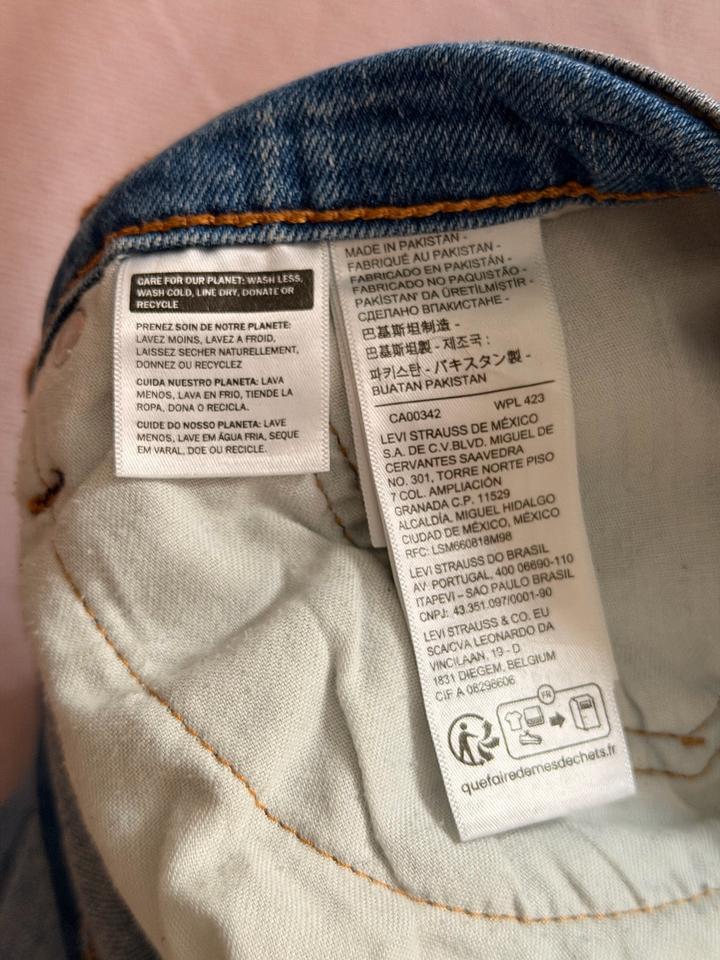 CARE FOR OUR PLANET: WASH LESS,
WASH COLD, LINE DRY, DONATE OR
RECYCLE
PRENEZ SOIN DE NOTRE PLANETE:
LAVEZ MOINS, LAVEZ A FROID,
LAISSEZ SECHER NATURELLEMENT,
DONNEZ OU RECYCLEZ
CUIDA NUESTRO PLANETA: LAVA
MENOS, LAVA EN FRIO, TIENDE LA
ROPA, DONA O RECICLA.
CUIDE DO NOSSO PLANETA: LAVE
MENOS, LAVE EM ÁGUA FRIA, SEQUE
EM VARAL, DOE OU RECICLE.
MADE IN PAKISTAN -
FABRIQUÉ AU PAKISTAN -
FABRICADO EN PAKISTÁN -
FABRICADO NO PAQUISTÃO -
PAKİSTAN' DA ÜRETİLMİŞTİR -
СДЕЛАНО ВПАКИСТАНЕ -
巴基斯坦制造 -
巴基斯坦製 - 제조국 :
파키스탄 - パキスタン製 -
BUATAN PAKISTAN
CA00342 WPL 423
LEVI STRAUSS DE MÉXICO
S.A. DE C.V.BLVD. MIGUEL DE
CERVANTES SAAVEDRA
NO. 301, TORRE NORTE PISO
7 COL. AMPLIACIÓN
GRANADA C.P. 11529
ALCALDÍA, MIGUEL HIDALGO
CIUDAD DE MÉXICO, MÉXICO
RFC: LSM660818M98
LEVI STRAUSS DO BRASIL
AV PORTUGAL, 400 06690-110
ITAPEVI – SAO PAULO BRASIL
CNPJ: 43.351.097/0001-90
LEVI STRAUSS & CO. EU
SCAICVA LEONARDO DA
VINCILAAN, 19 - D
1831 DIEGEM, BELGIUM
CIF A 08298606
FR
quefairedemesdechets.fr